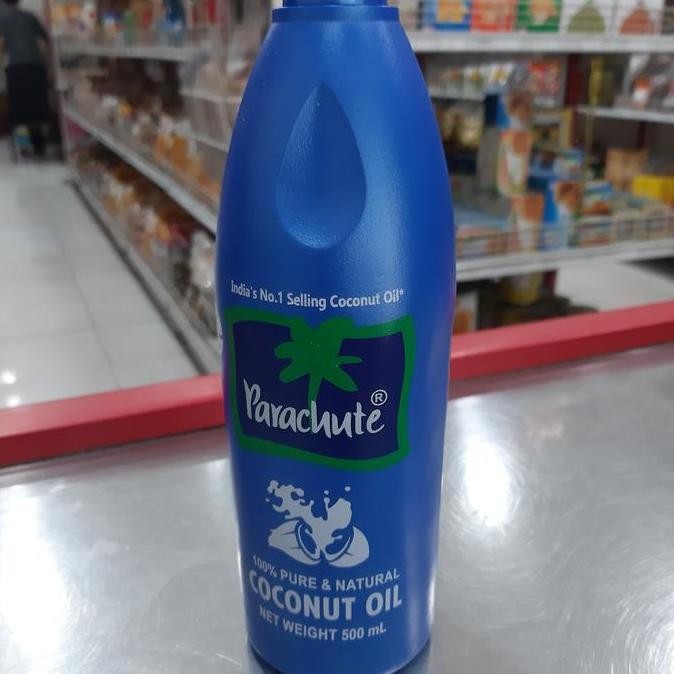 India's No.1 Selling Coconut Oil*
Parachute®
100% PURE & NATURAL
COCONUT OIL
NET WEIGHT 500 mL